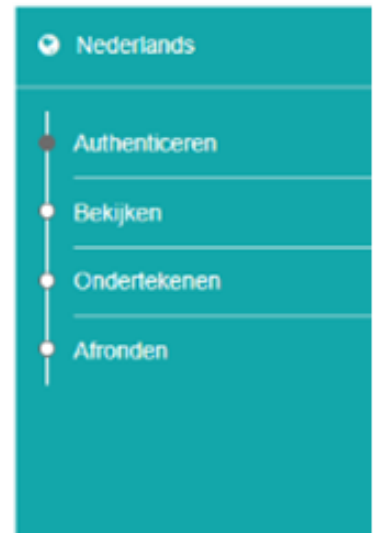 Nederlands
Authenticeren
Bekijken
Ondertekenen
Afronden